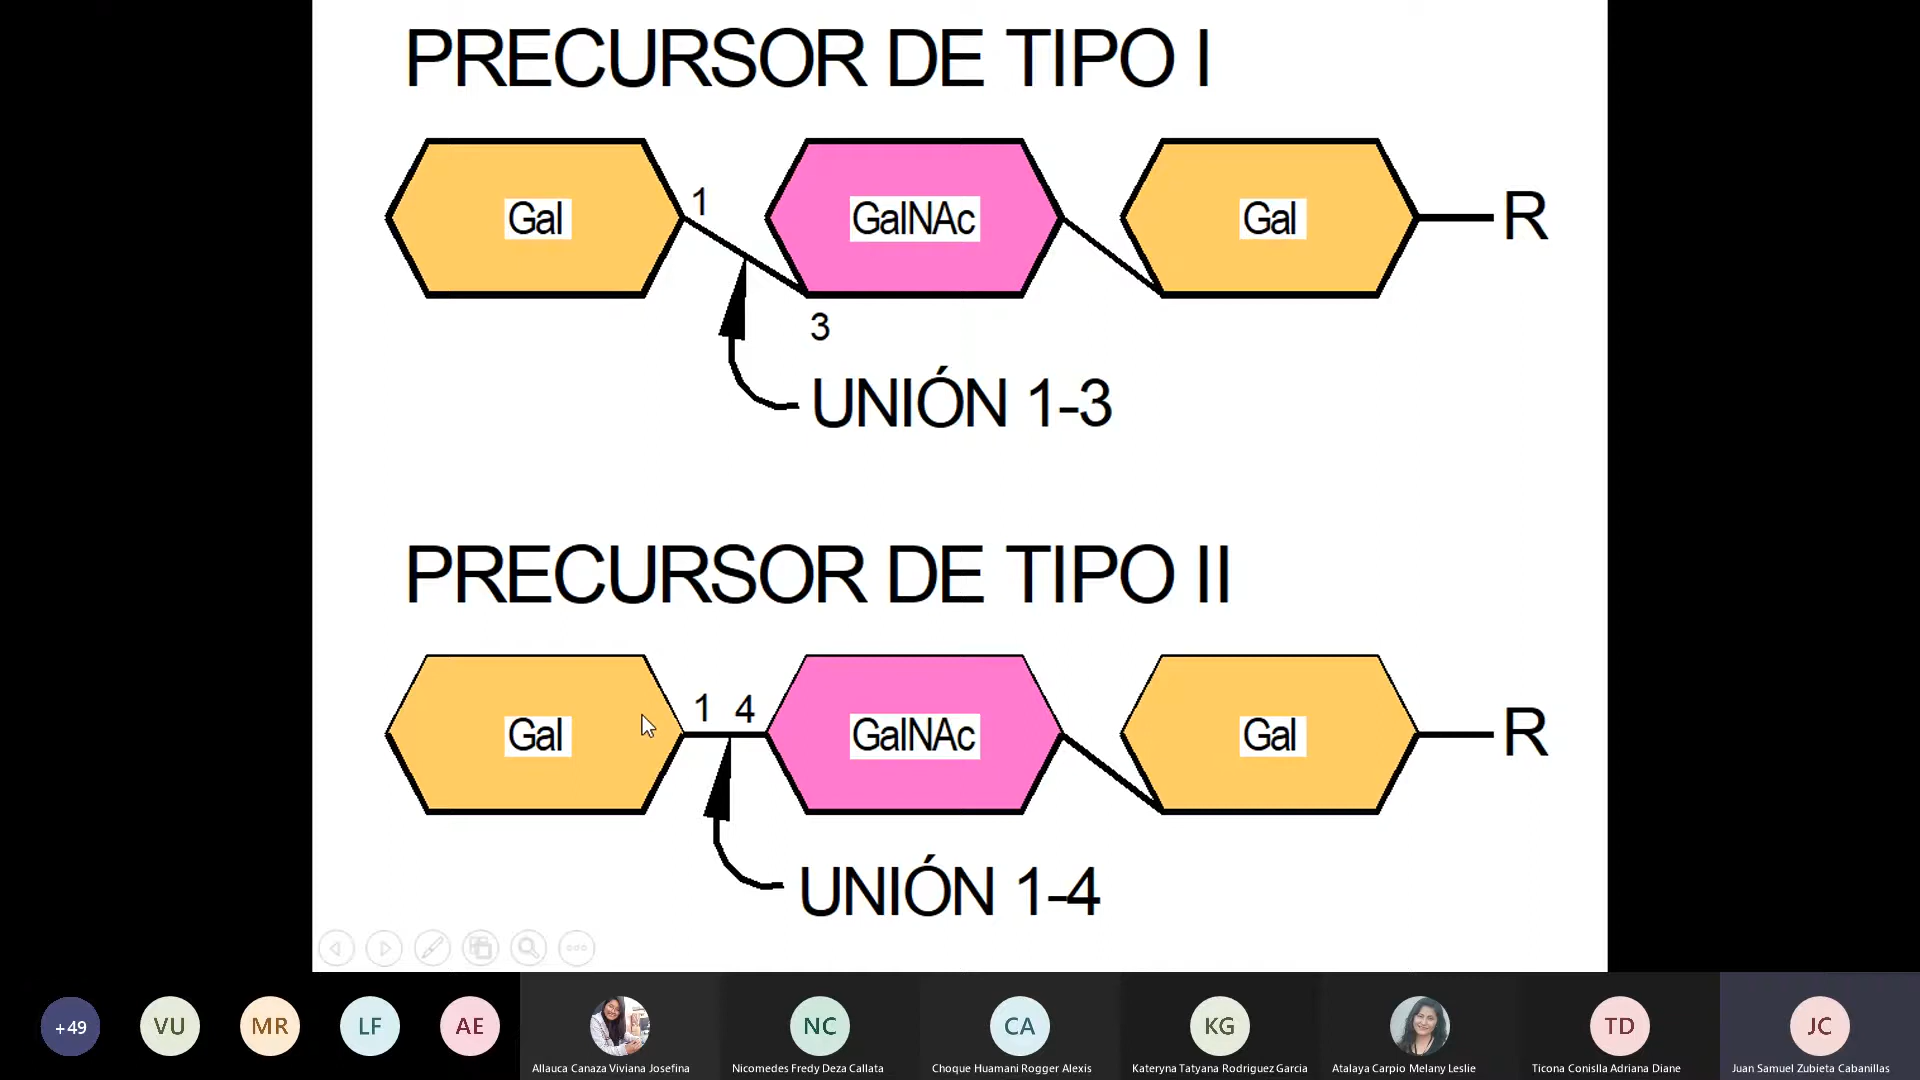 PRECURSOR DE TIPO I
Gal
1
GalNAc
Gal
R
3
UNIÓN 1-3
PRECURSOR DE TIPO II
Gal
1 4
GalNAc
Gal
R
UNIÓN 1-4
+49
VU
MR
LF
AE
NC
CA
KG
TD
JC
Allauca Canaza Viviana Josefina
Nicomedes Fredy Deza Callata
Choque Huamani Rogger Alexis
Kateryna Tatyana Rodriguez Garcia
Atalaya Carpio Melany Leslie
Ticona Conislla Adriana Diane
Juan Samuel Zubieta Cabanillas